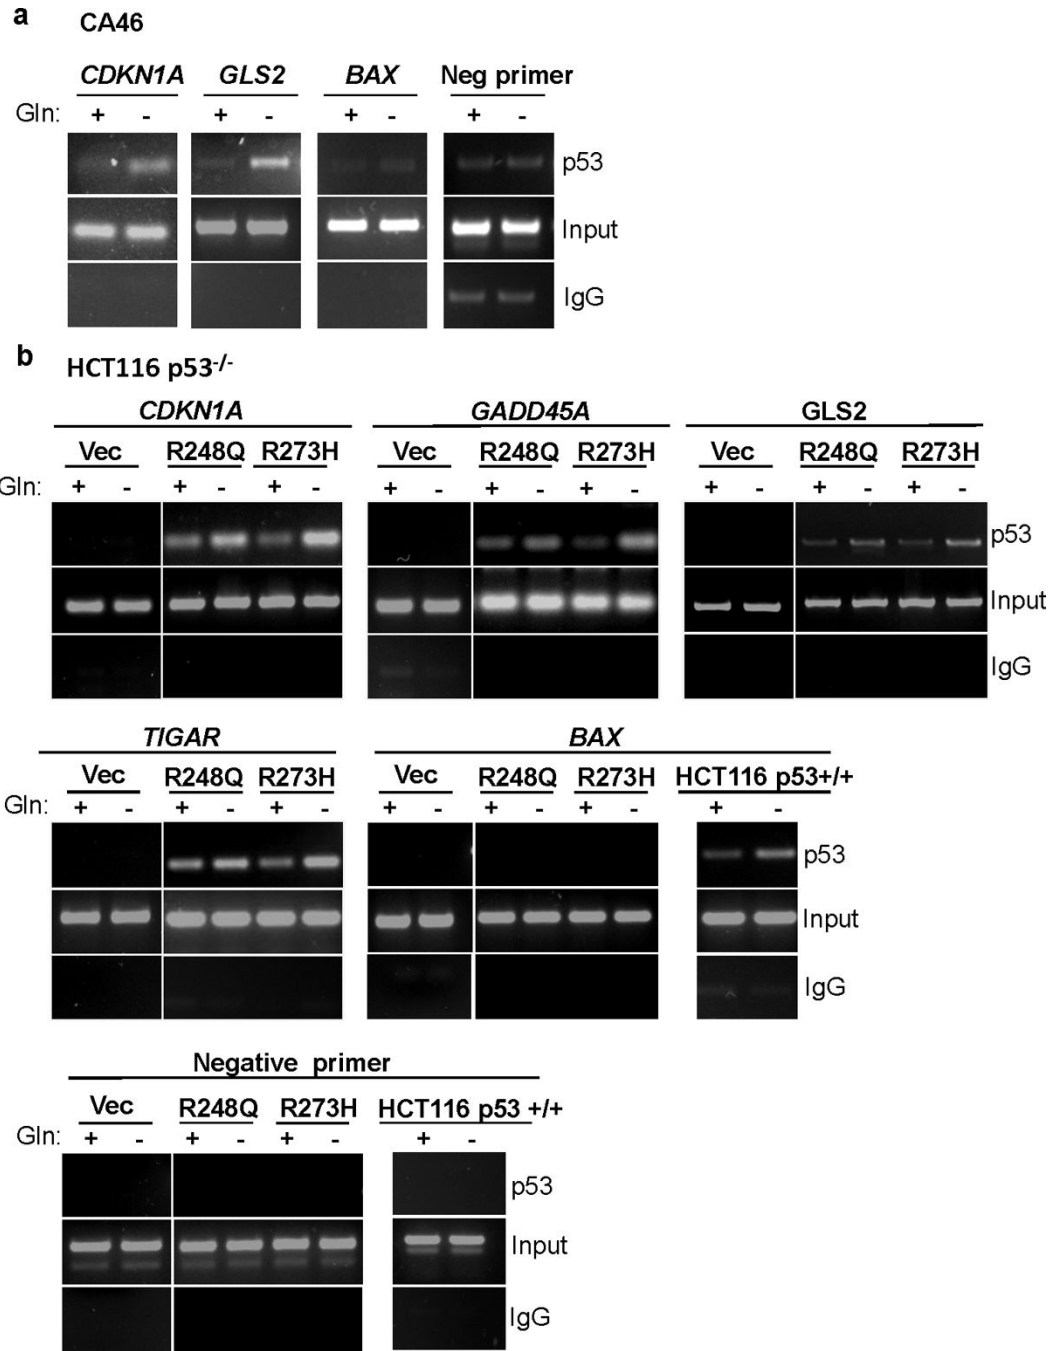 a CA46
CDKN1A GLS2 BAX Neg primer
Gln: + - + - + - + -
p53
Input
IgG
b HCT116 p53-/-
CDKN1A GADD45A GLS2
Vec R248Q R273H Vec R248Q R273H Vec R248Q R273H
Gln: + - + - + - + - + - + - + - + - + -
p53
Input
IgG
TIGAR BAX
Vec R248Q R273H Vec R248Q R273H HCT116 p53+/+
Gln: + - + - + - + - + - + - + -
p53
Input
IgG
Negative primer
Vec R248Q R273H HCT116 p53 +/+
Gln: + - + - + - + -
p53
Input
IgG